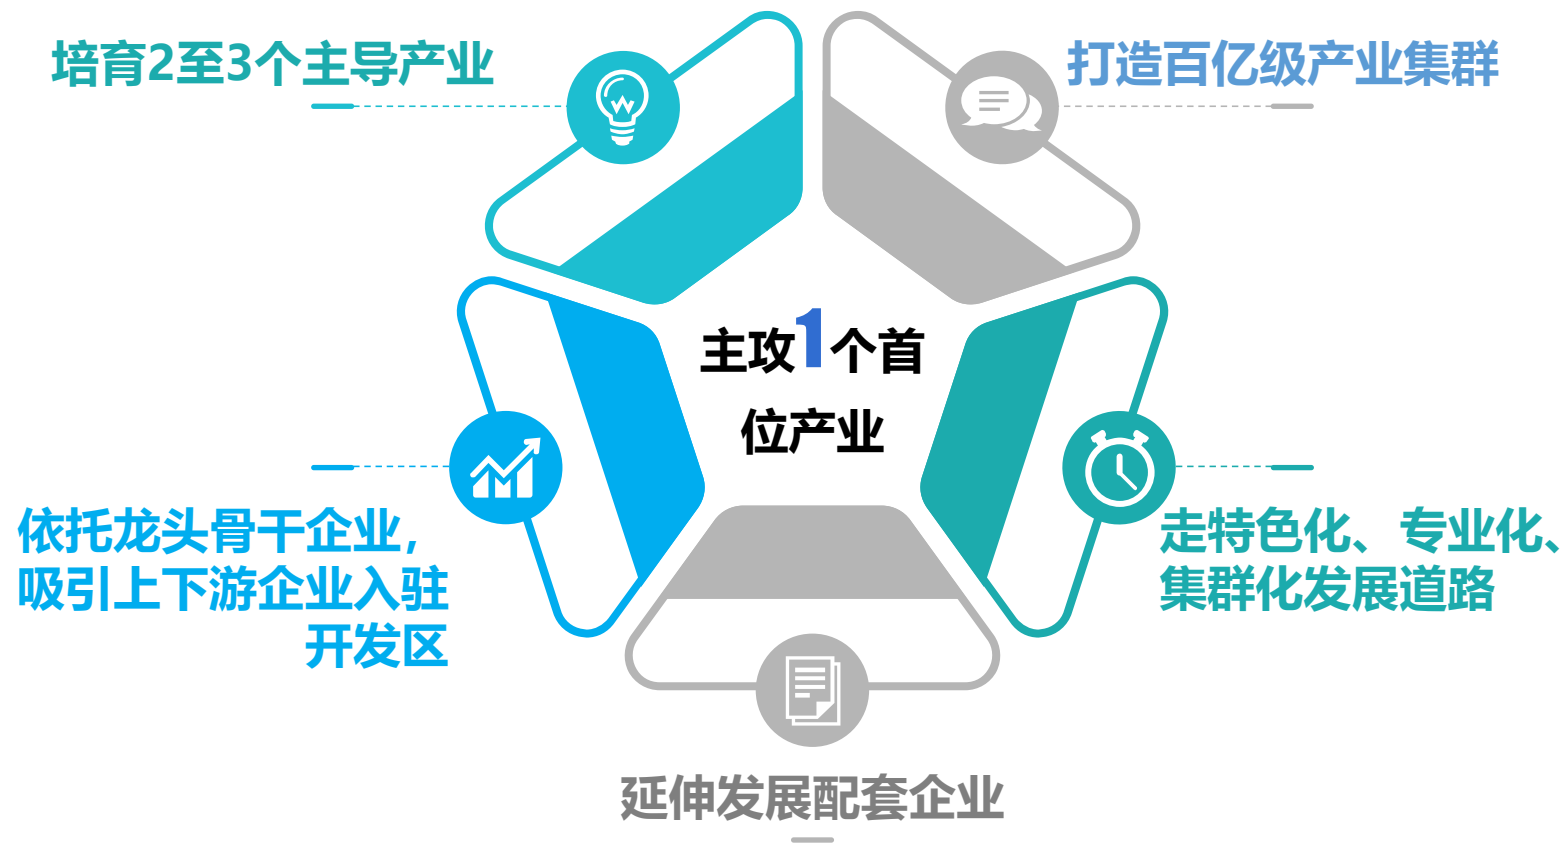 培育2至3个主导产业
打造百亿级产业集群
主攻1个首
位产业
依托龙头骨干企业，
吸引上下游企业入驻
开发区
走特色化、专业化、
集群化发展道路
延伸发展配套企业